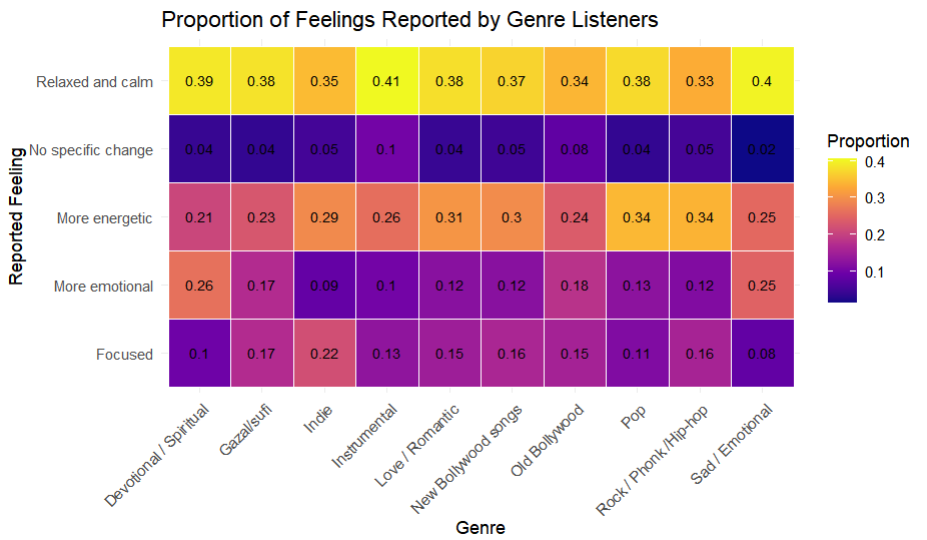 Proportion of Feelings Reported by Genre Listeners
Reported Feeling
Relaxed and calm 0.39 0.38 0.35 0.41 0.38 0.37 0.34 0.38 0.33 0.4
No specific change 0.04 0.04 0.05 0.1 0.04 0.05 0.08 0.04 0.05 0.02
More energetic 0.21 0.23 0.29 0.26 0.31 0.3 0.24 0.34 0.34 0.25
More emotional 0.26 0.17 0.09 0.1 0.12 0.12 0.18 0.13 0.12 0.25
Focused 0.1 0.17 0.22 0.13 0.15 0.16 0.15 0.11 0.16 0.08
Devotional / Spiritual
Gazal/sufi
Indie
Instrumental
Love / Romantic
New Bollywood songs
Old Bollywood
Pop
Rock / Phonk /Hip-hop
Sad / Emotional
Genre
Proportion
0.4
0.3
0.2
0.1